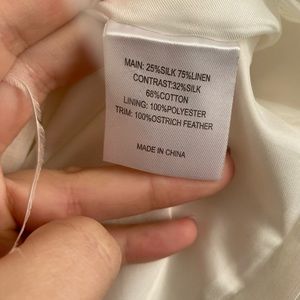 MAIN: 25%SILK 75%LINEN
CONTRAST:32%SILK
68%COTTON
LINING: 100%POLYESTER
TRIM: 100%OSTRICH FEATHER
MADE IN CHINA